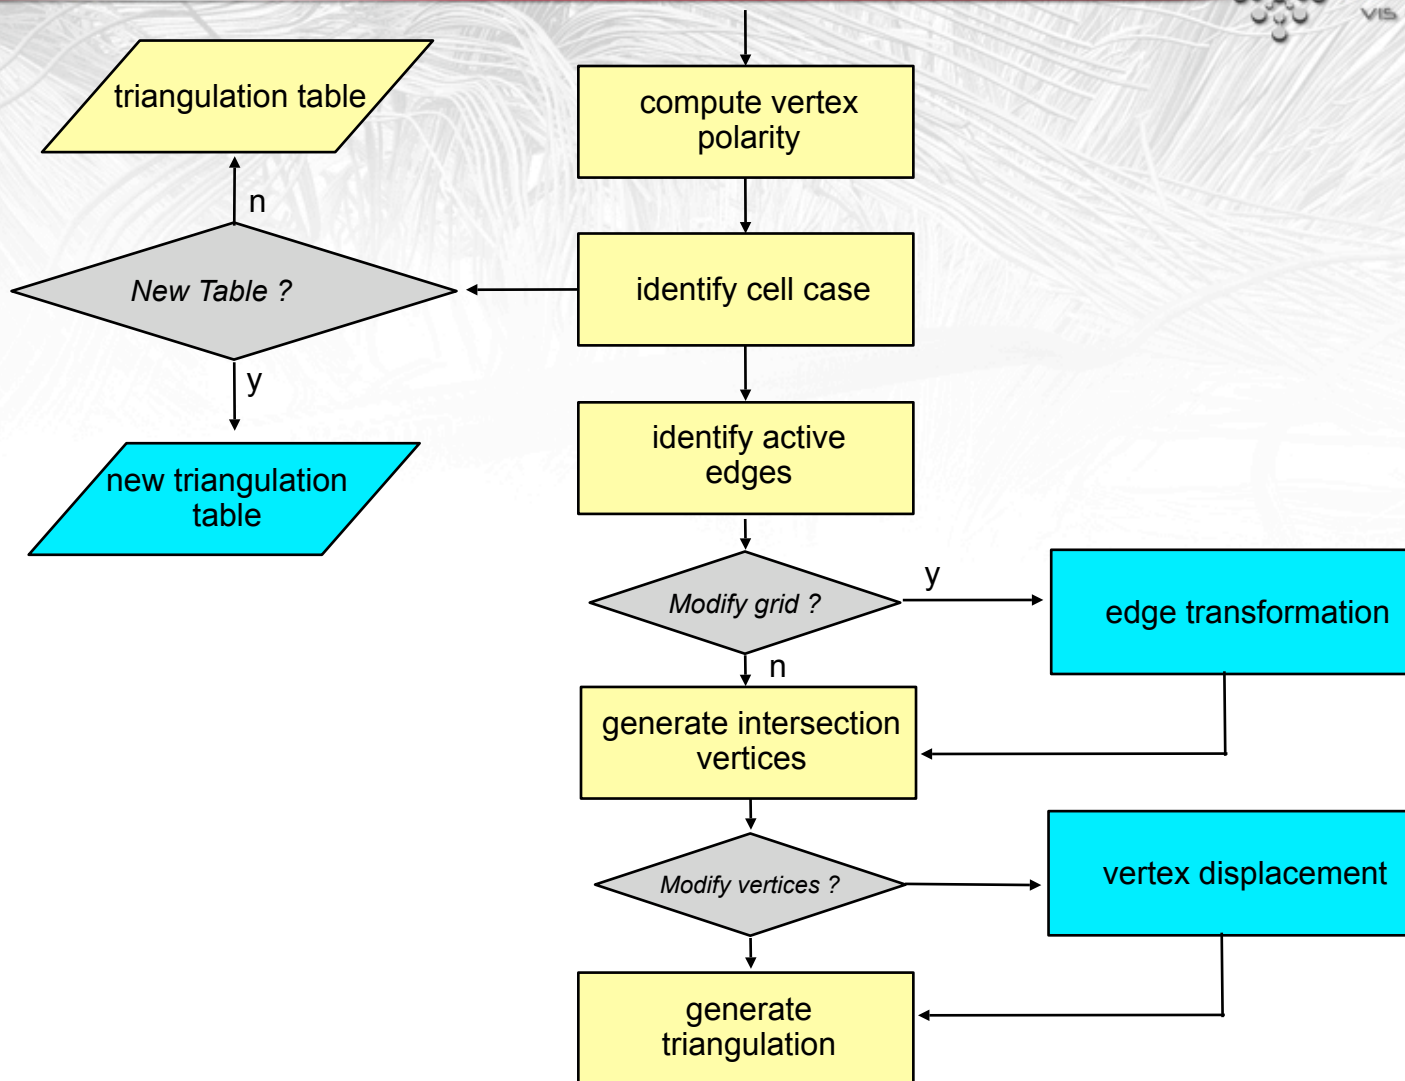 VIS
triangulation table
compute vertex
polarity
n
New Table ?
identify cell case
y
identify active
edges
new triangulation
table
y
Modify grid ?
edge transformation
n
generate intersection
vertices
Modify vertices ?
vertex displacement
generate
triangulation